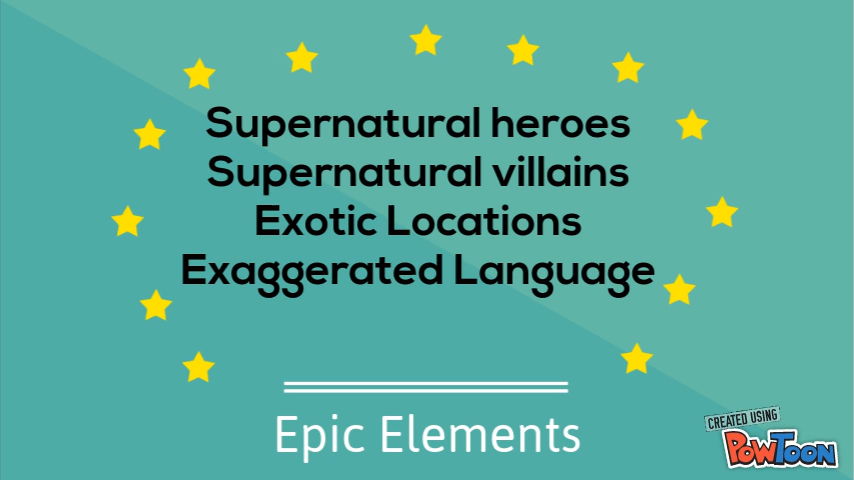 Supernatural heroes
Supernatural villains
Exotic Locations
Exaggerated Language
Epic Elements
CREATED USING
POWTOON